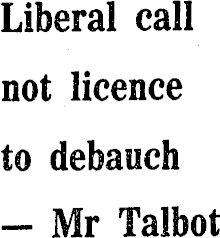 Liberal call
not licence
to debauch
— Mr Talbot